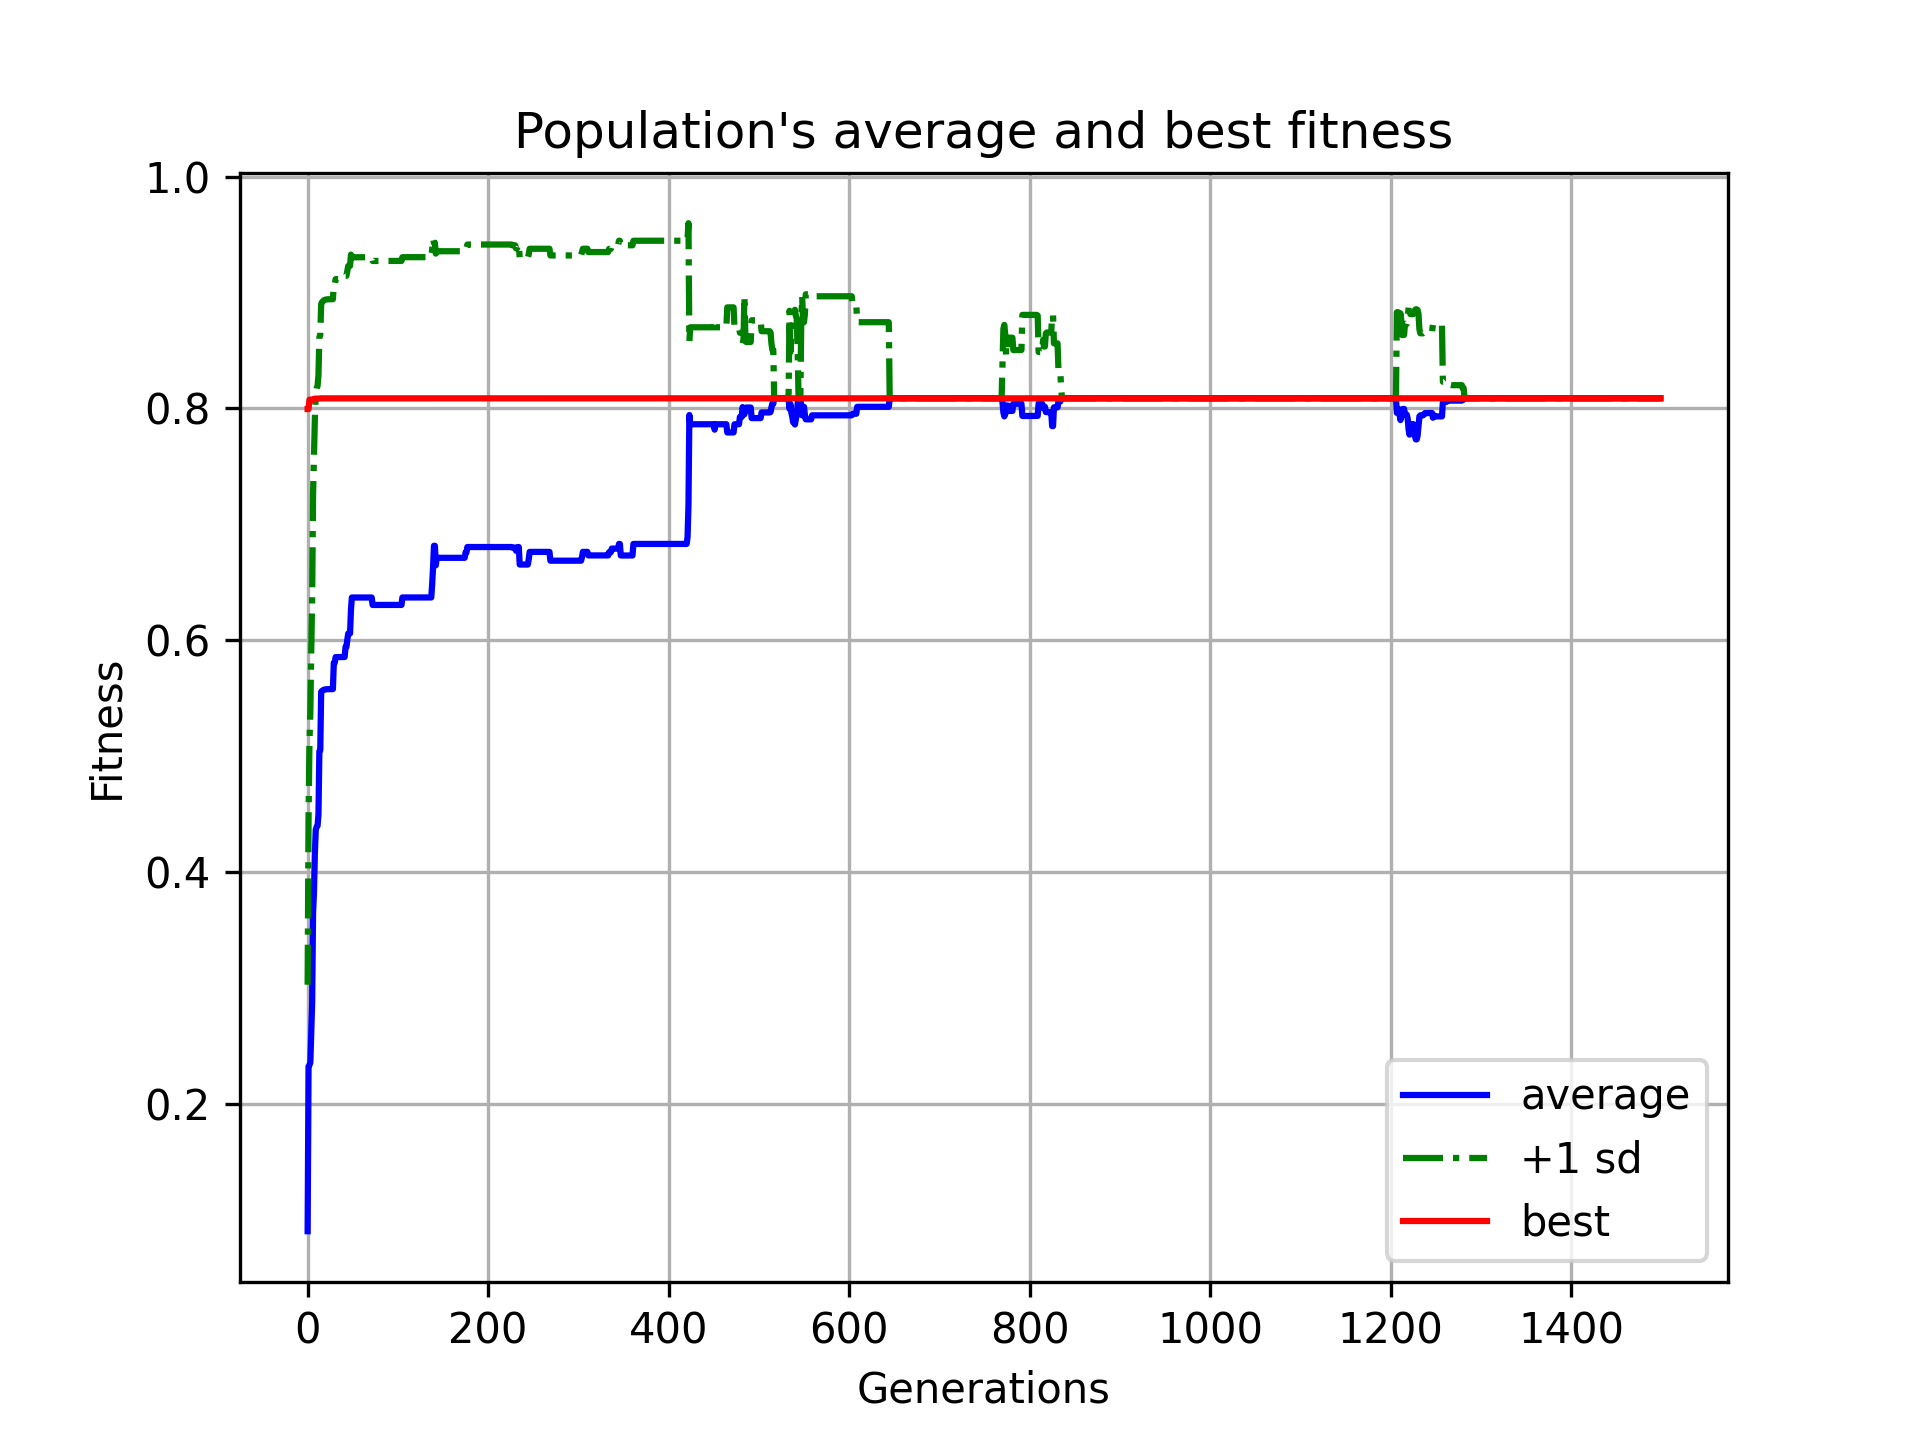 Population's average and best fitness
1.0
0.8
0.6
0.4
0.2
Fitness
0 200 400 600 800 1000 1200 1400
Generations
average
+1 sd
best